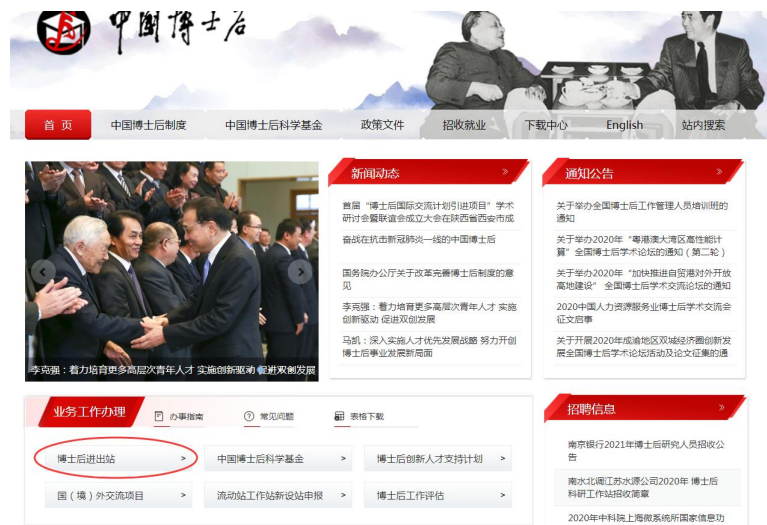 中国博士后
首 页
中国博士后制度
中国博士后科学基金
政策文件
招收就业
下载中心
English
站内搜索
新闻动态 »
首届“博士后国际交流计划引进项目”学术
研讨会暨联谊会成立大会在陕西省西安市成
奋战在抗击新冠肺炎一线的中国博士后
国务院办公厅关于改革完善博士后制度的意
见
李克强：着力培育更多高层次青年人才 实施
创新驱动 促进双创发展
马凯：深入实施人才优先发展战略 努力开创
博士后事业发展新局面
通知公告 »
关于举办全国博士后工作管理人员培训班的
通知
关于举办2020年“粤港澳大湾区高性能计
算”全国博士后学术论坛的通知（第二轮）
关于举办2020年“加快推进自贸港对外开放
高地建设” 全国博士后学术交流论坛的通知
2020中国人力资源服务业博士后学术交流会
征文启事
关于开展2020年成渝地区双城经济圈创新发
展全国博士后学术论坛活动及论文征集的通
李克强：着力培育更多高层次青年人才 实施创新驱动 促进双创发展
业务工作办理
办事指南
常见问题
表格下载
博士后进出站 >
中国博士后科学基金 >
博士后创新人才支持计划 >
国（境）外交流项目 >
流动站工作站新设站申报 >
博士后工作评估 >
招聘信息 »
南京银行2021年博士后研究人员招收公
告
南水北调江苏水源公司2020年 博士后
科研工作站招收简章
2020年中科院上海微系统所国家信息功